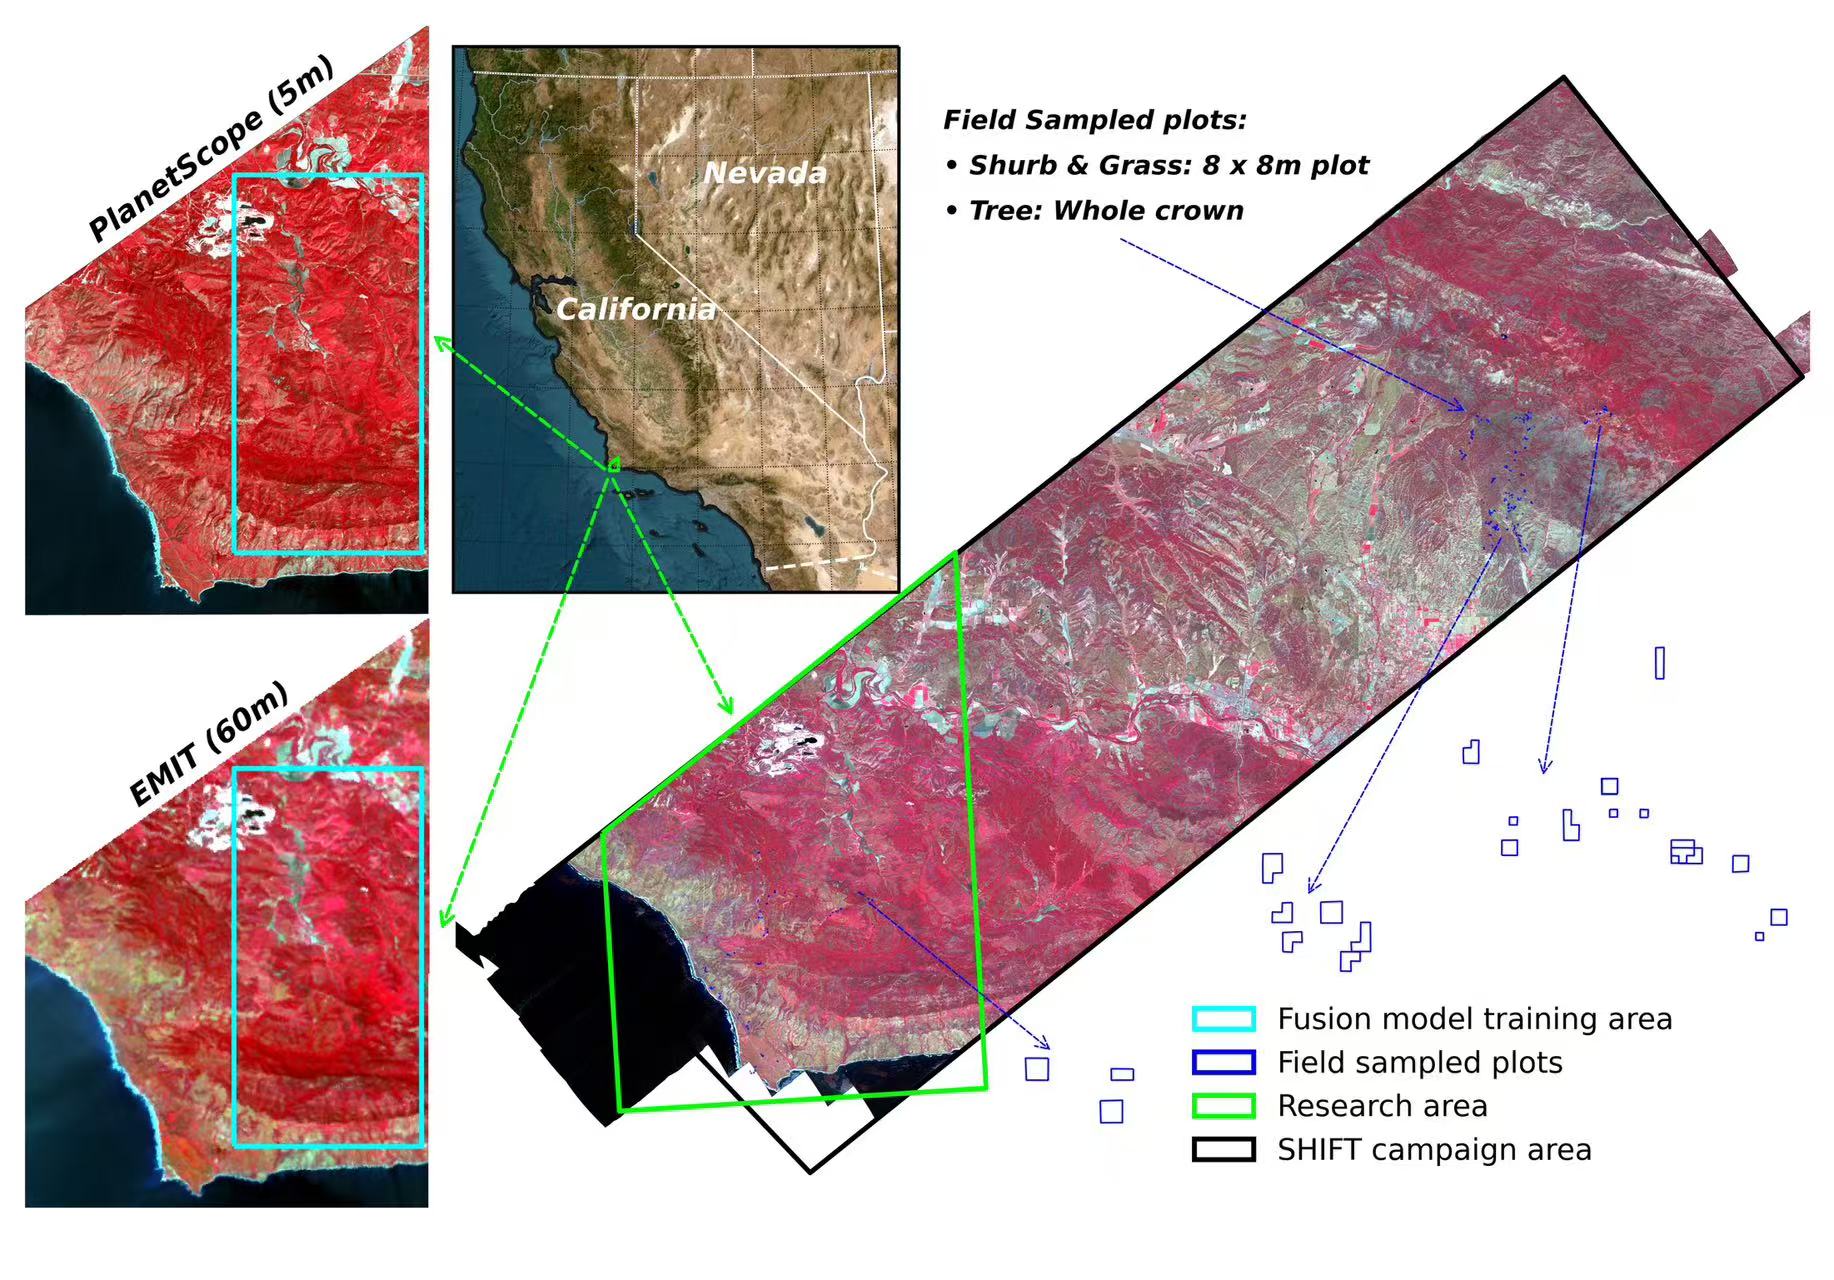 PlanetScope (5m)
EMIT (60m)
Nevada
California
Field Sampled plots:
• Shurb & Grass: 8 x 8m plot
• Tree: Whole crown
Fusion model training area
Field sampled plots
Research area
SHIFT campaign area